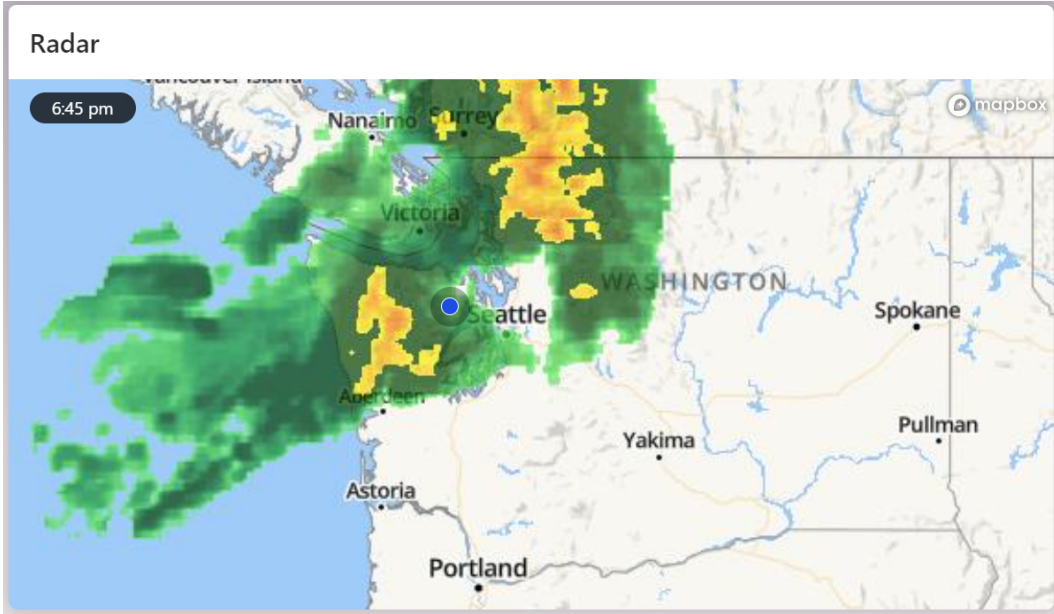 Radar
Vancouver Island
6:45 pm
mapbox
Nanaimo
Surrey
Victoria
WASHINGTON
Seattle
Spokane
Aberdeen
Pullman
Yakima
Astoria
Portland